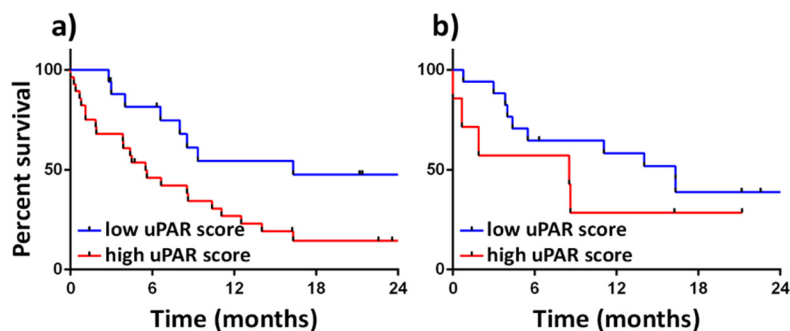 a)
Percent survival
100
50
0
low uPAR score
high uPAR score
0 6 12 18 24
Time (months)
b)
100
50
0
low uPAR score
high uPAR score
0 6 12 18 24
Time (months)